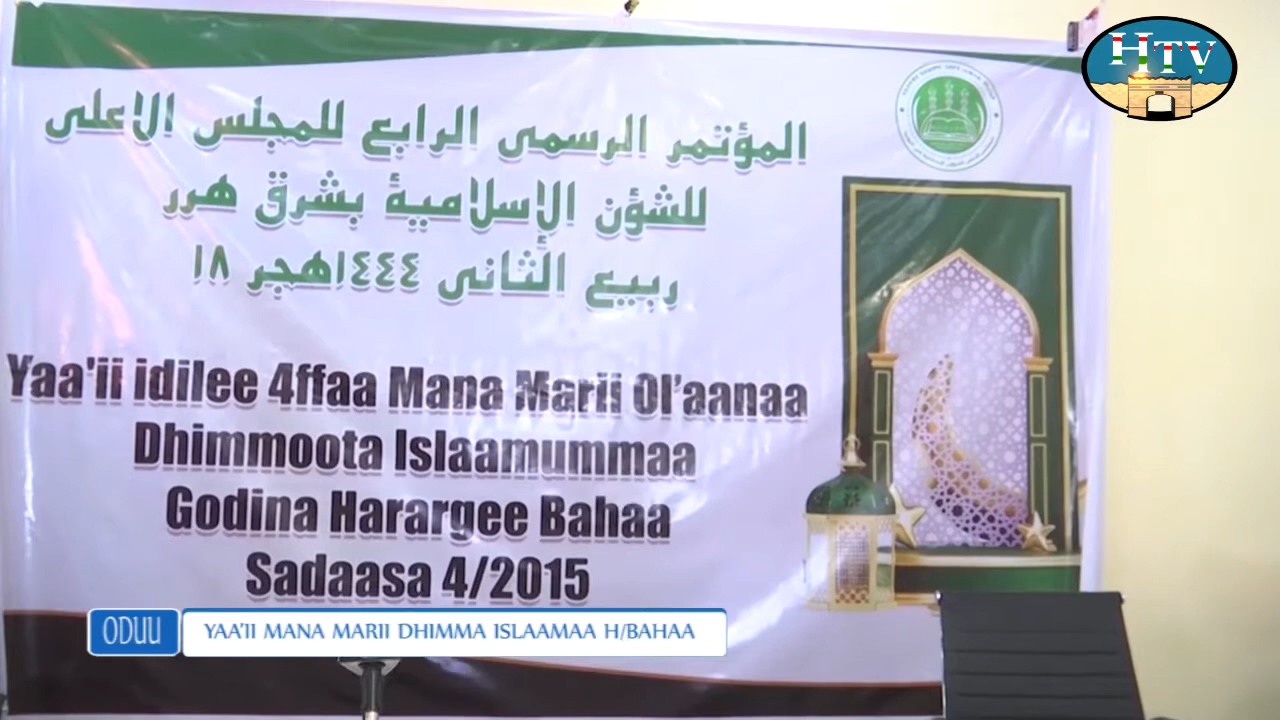 HTV
المؤتمر الرسمى الرابع للمجلس الاعلى
للشؤن الإسلامية بشرق هرر
ربيع الثانى ١٤٤٤هجر ١٨
Yaa'ii idilee 4ffaa Mana Marii Ol’aanaa
Dhimmoota Islaamummaa
Godina Harargee Bahaa
Sadaasa 4/2015
ODUU
YAA’II MANA MARII DHIMMA ISLAAMAA H/BAHAA